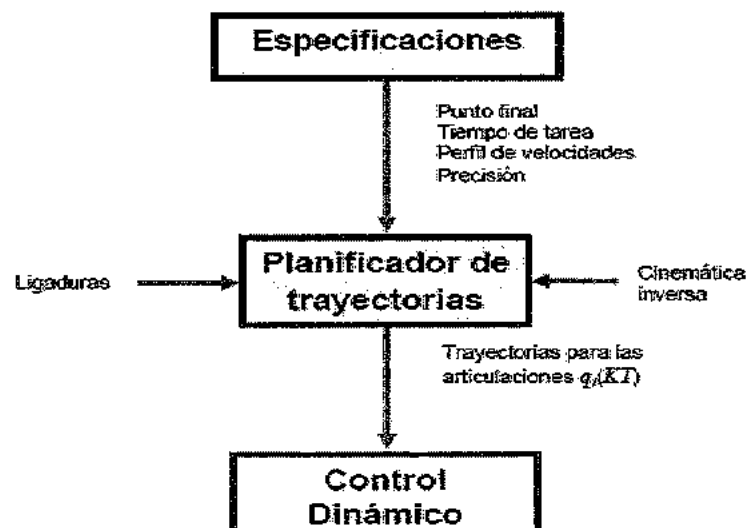 Especificaciones
Punto final
Tiempo de tarea
Perfil de velocidades
Precisión
Ligaduras
Planificador de
trayectorias
Cinemática
inversa
Trayectorias para las
articulaciones qᵢ(KT)
Control
Dinámico